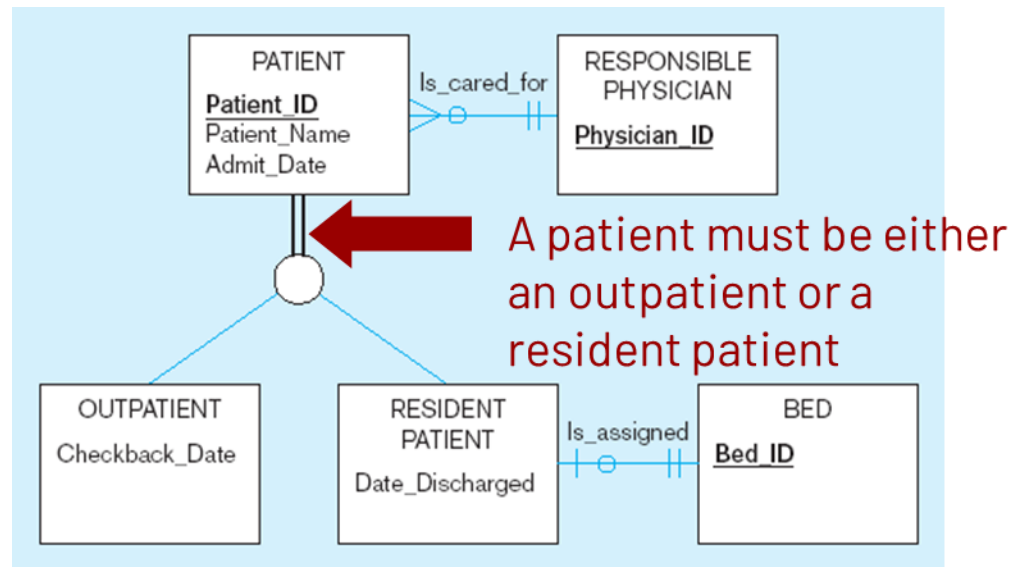 PATIENT
Patient_ID
Patient_Name
Admit_Date
Is_cared_for
RESPONSIBLE
PHYSICIAN
Physician_ID
A patient must be either
an outpatient or a
resident patient
OUTPATIENT
Checkback_Date
RESIDENT
PATIENT
Date_Discharged
Is_assigned
BED
Bed_ID